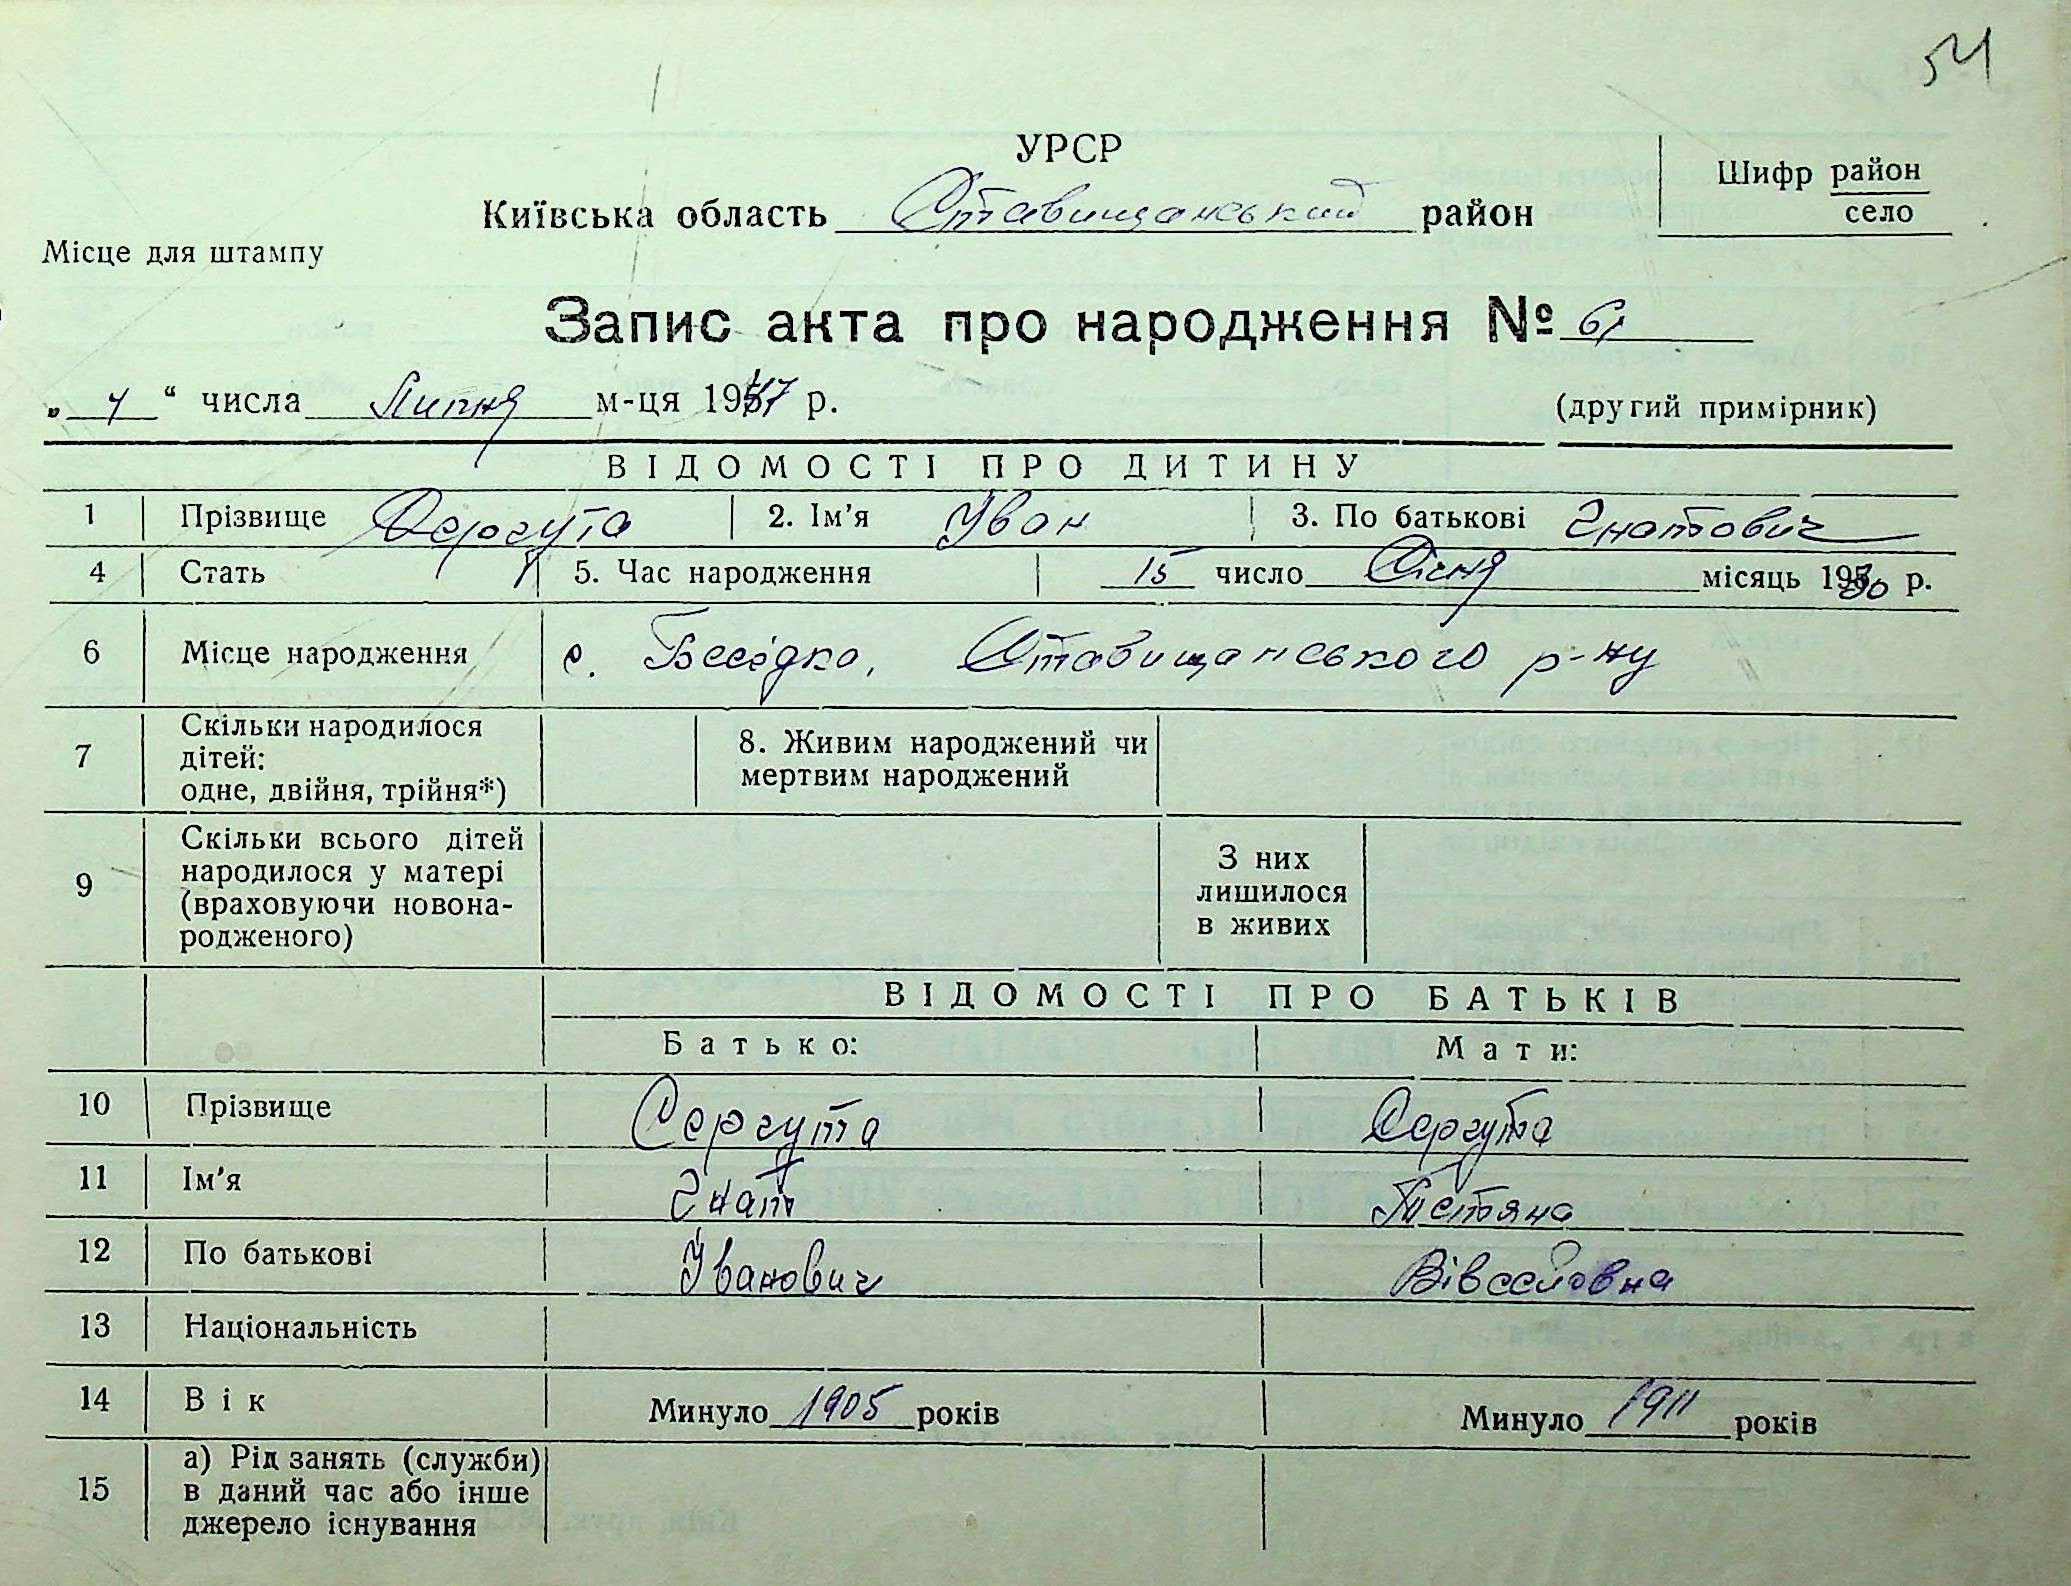 54
УРСР
Київська область Ставищанський район
Шифр район
село
Місце для штампу
Запис акта про народження № 61
„ 4 “ числа Липня м-ця 1947 р.
(другий примірник)
ВІДОМОСТІ ПРО ДИТИНУ
1 Прізвище Сергута 2. Ім'я Іван 3. По батькові Гнатович
4 Стать Ч 5. Час народження 15 число Січня місяць 1930 р.
6 Місце народження с. Бесідка, Ставищанського р-ну
7 Скільки народилося дітей: одне, двійня, трійня*) 8. Живим народжений чи мертвим народжений
9 Скільки всього дітей народилося у матері (враховуючи новонародженого) З них лишилося в живих
ВІДОМОСТІ ПРО БАТЬКІВ
Батько: Мати:
10 Прізвище Сергута Сергута
11 Ім'я Гнат Тетяна
12 По батькові Іванович
13 Національність
14 Вік Минуло 1905 років Минуло 1911 років
15 а) Рід занять (служби) в даний час або інше джерело існування